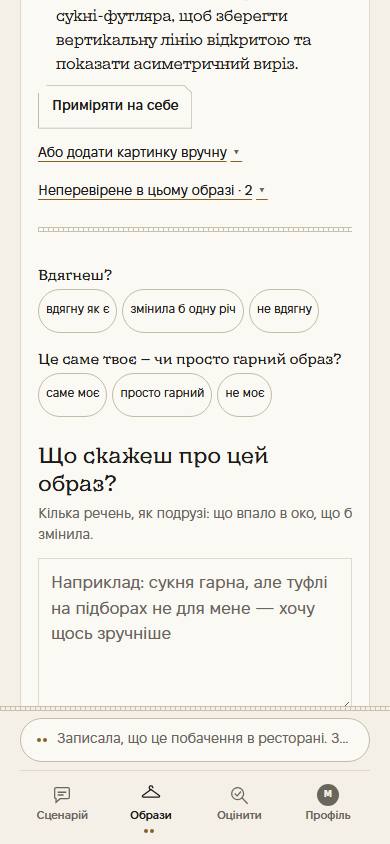 сукні-футляра, щоб зберегти
вертикальну лінію відкритою та
показати асиметричний виріз.
Приміряти на себе
Або додати картинку вручну ▾
Неперевірене в цьому образі · 2 ▾
Вдягнеш?
вдягну як є
змінила б одну річ
не вдягну
Це саме твоє — чи просто гарний образ?
саме моє
просто гарний
не моє
Що скажеш про цей
образ?
Кілька речень, як подрузі: що впало в око, що б
змінила.
Наприклад: сукня гарна, але туфлі
на підборах не для мене — хочу
щось зручніше
Записала, що це побачення в ресторані. З...
Сценарій
Образи
Оцінити
М
Профіль